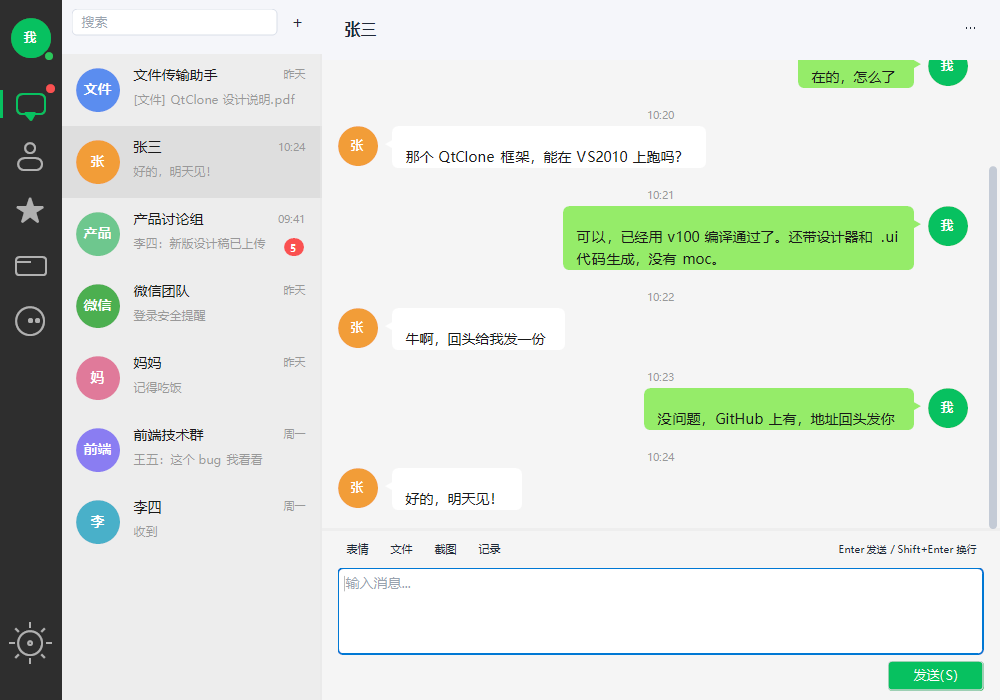 我
搜索
+
文件
文件传输助手
昨天
[文件] QtClone 设计说明.pdf
张
张三
10:24
好的，明天见！
产品
产品讨论组
09:41
李四：新版设计稿已上传
5
微信
微信团队
昨天
登录安全提醒
妈
妈妈
昨天
记得吃饭
前端
前端技术群
周一
王五：这个 bug 我看看
李
李四
周一
收到
张三
...
在的，怎么了
我
10:20
张
那个 QtClone 框架，能在 VS2010 上跑吗？
10:21
可以，已经用 v100 编译通过了。还带设计器和 .ui
代码生成，没有 moc。
我
10:22
张
牛啊，回头给我发一份
10:23
没问题，GitHub 上有，地址回头发你
我
10:24
张
好的，明天见！
表情
文件
截图
记录
Enter 发送 / Shift+Enter 换行
输入消息...
发送(S)